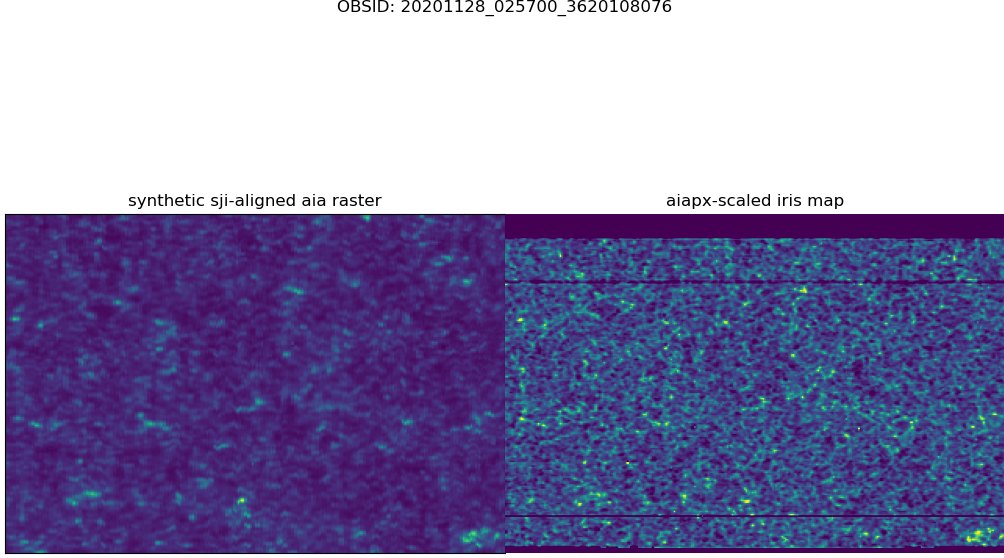 OBSID: 20201128_025700_3620108076
synthetic sji-aligned aia raster
aiapx-scaled iris map